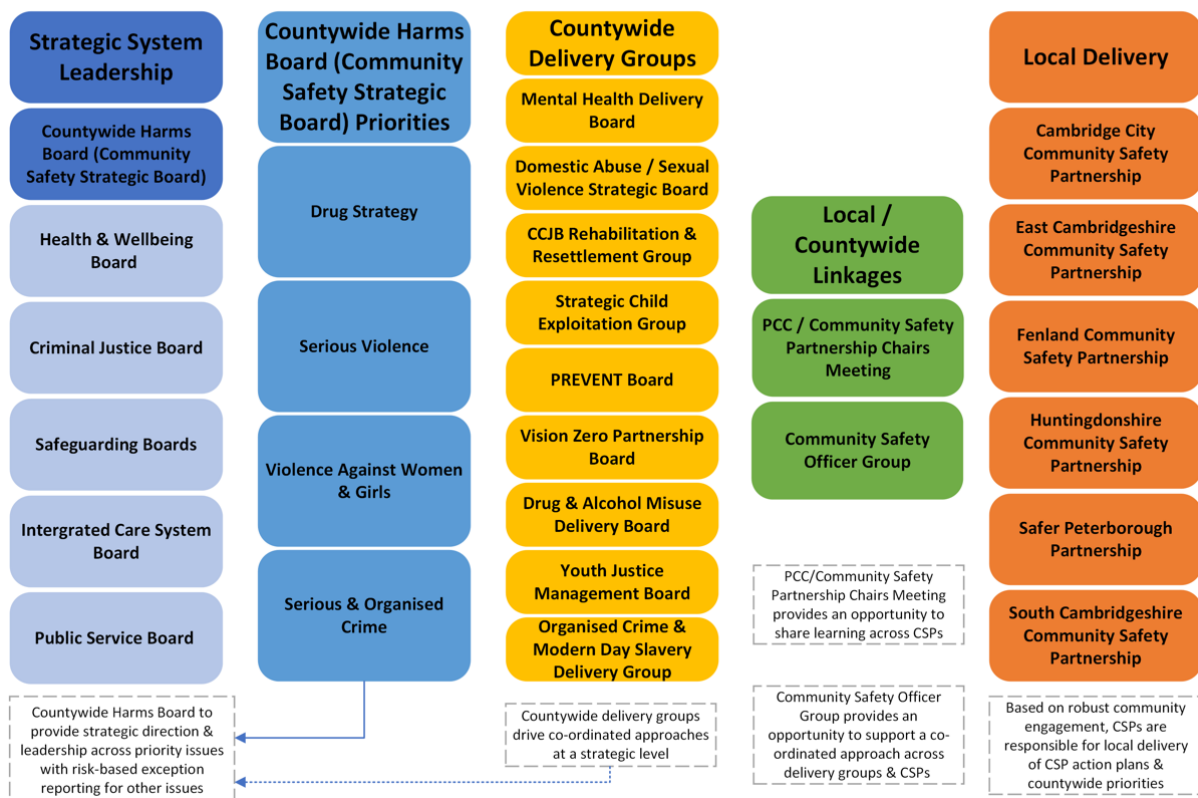 Strategic System
Leadership
Countywide Harms
Board (Community
Safety Strategic Board)
Health & Wellbeing
Board
Criminal Justice Board
Safeguarding Boards
Intergrated Care System
Board
Public Service Board
Countywide Harms Board to
provide strategic direction &
leadership across priority issues
with risk-based exception
reporting for other issues
Countywide Harms
Board (Community
Safety Strategic
Board) Priorities
Drug Strategy
Serious Violence
Violence Against Women
& Girls
Serious & Organised
Crime
Countywide
Delivery Groups
Mental Health Delivery
Board
Domestic Abuse / Sexual
Violence Strategic Board
CCJB Rehabilitation &
Resettlement Group
Strategic Child
Exploitation Group
PREVENT Board
Vision Zero Partnership
Board
Drug & Alcohol Misuse
Delivery Board
Youth Justice
Management Board
Organised Crime &
Modern Day Slavery
Delivery Group
Countywide delivery groups
drive co-ordinated approaches
at a strategic level
Local /
Countywide
Linkages
PCC / Community Safety
Partnership Chairs
Meeting
Community Safety
Officer Group
PCC/Community Safety
Partnership Chairs Meeting
provides an opportunity to
share learning across CSPs
Community Safety Officer
Group provides an
opportunity to support a co-
ordinated approach across
delivery groups & CSPs
Local Delivery
Cambridge City
Community Safety
Partnership
East Cambridgeshire
Community Safety
Partnership
Fenland Community
Safety Partnership
Huntingdonshire
Community Safety
Partnership
Safer Peterborough
Partnership
South Cambridgeshire
Community Safety
Partnership
Based on robust community
engagement, CSPs are
responsible for local delivery
of CSP action plans &
countywide priorities